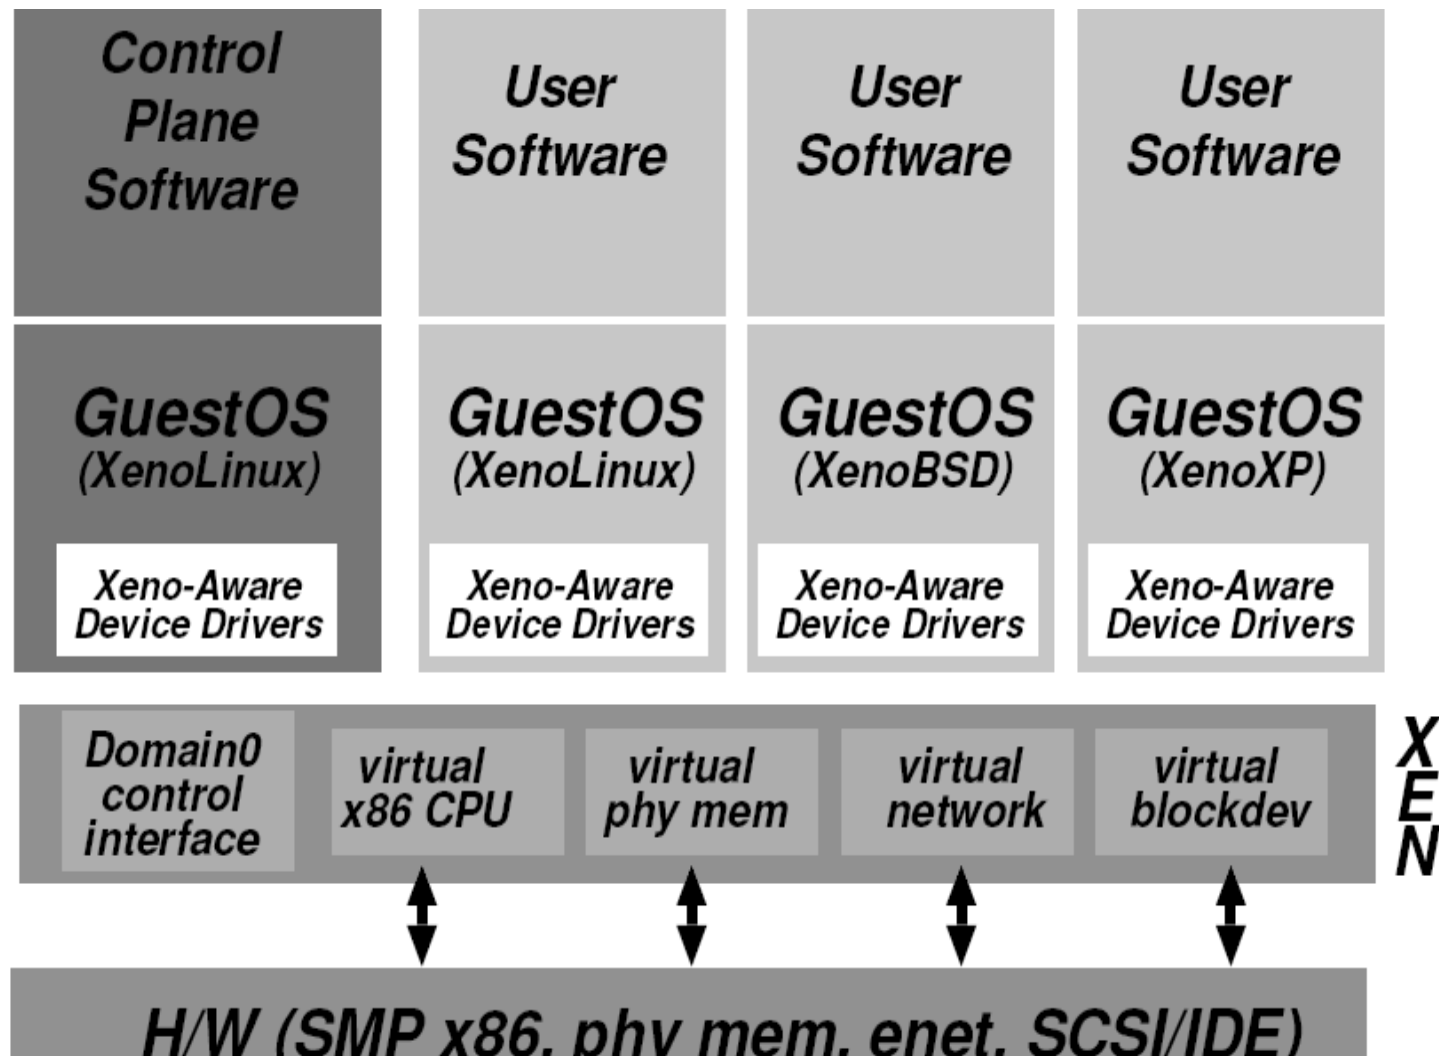 Control
Plane
Software
User
Software
User
Software
User
Software
GuestOS
(XenoLinux)
GuestOS
(XenoLinux)
GuestOS
(XenoBSD)
GuestOS
(XenoXP)
Xeno-Aware
Device Drivers
Xeno-Aware
Device Drivers
Xeno-Aware
Device Drivers
Xeno-Aware
Device Drivers
Domain0
control
interface
virtual
x86 CPU
virtual
phy mem
virtual
network
virtual
blockdev
XEN
H/W (SMP x86, phy mem, enet, SCSI/IDE)